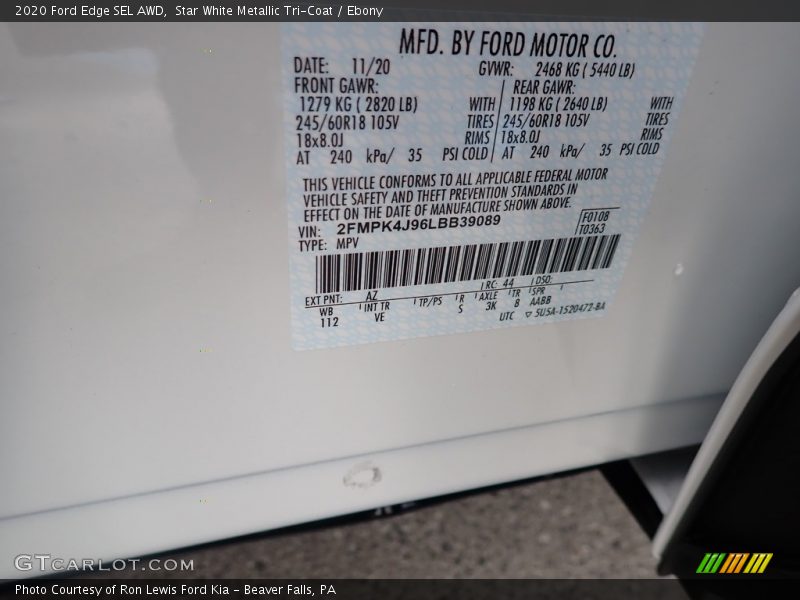 2020 Ford Edge SEL AWD,  Star White Metallic Tri-Coat / Ebony
MFD. BY FORD MOTOR CO.
DATE: 11/20 GVWR: 2468 KG ( 5440 LB)
FRONT GAWR: REAR GAWR:
1279 KG ( 2820 LB) WITH 1198 KG ( 2640 LB) WITH
245/60R18 105V TIRES 245/60R18 105V TIRES
18x8.0J RIMS 18x8.0J RIMS
AT 240 kPa/ 35 PSI COLD AT 240 kPa/ 35 PSI COLD
THIS VEHICLE CONFORMS TO ALL APPLICABLE FEDERAL MOTOR
VEHICLE SAFETY AND THEFT PREVENTION STANDARDS IN
EFFECT ON THE DATE OF MANUFACTURE SHOWN ABOVE.
VIN: 2FMPK4J96LBB39089 F0108
TYPE: MPV T0363
EXT PNT: AZ RC: 44 DSO:
WB INT TR TP/PS R AXLE TR SPR
112 VE S 3K 8 AABB
UTC ▽ 5U5A-1520472-BA
GTCARLOT.COM
Photo Courtesy of Ron Lewis Ford Kia - Beaver Falls, PA